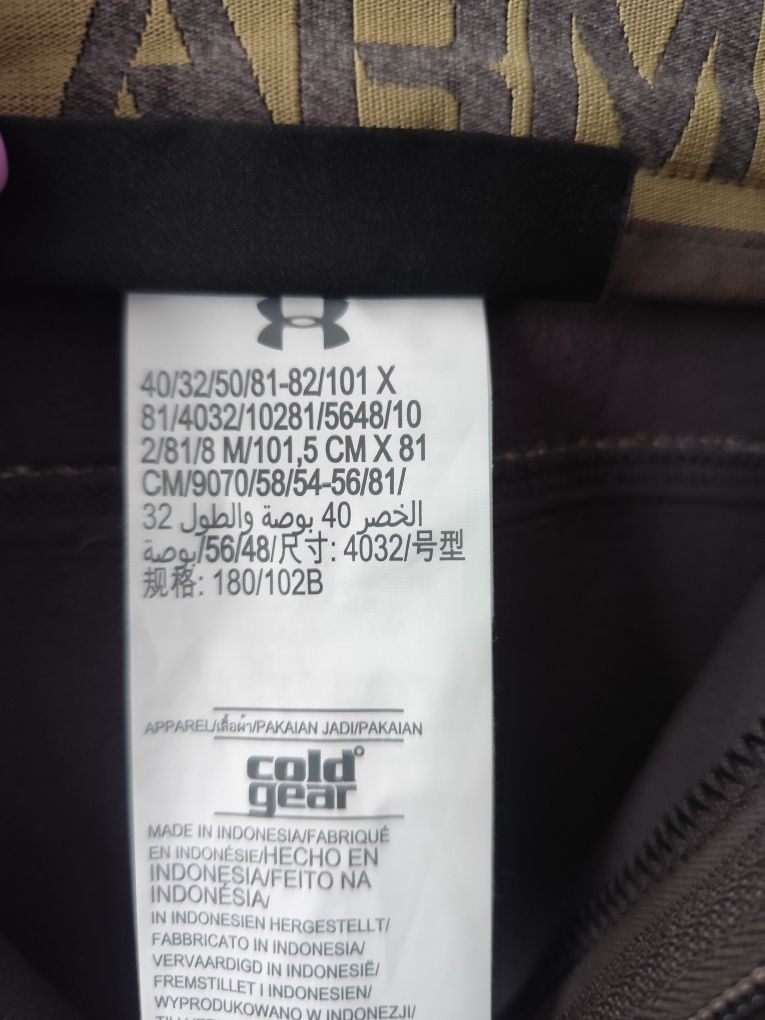 ARM
40/32/50/81-82/101 X
81/4032/10281/5648/10
2/81/8 M/101,5 CM X 81
CM/9070/58/54-56/81/
الخصر 40 بوصة والطول 32
بوصة/56/48/尺寸: 4032/号型
规格: 180/102B
APPAREL/เสื้อผ้า/PAKAIAN JADI/PAKAIAN
cold
gear
MADE IN INDONESIA/FABRIQUÉ
EN INDONÉSIE/HECHO EN
INDONESIA/FEITO NA
INDONÉSIA/
IN INDONESIEN HERGESTELLT/
FABBRICATO IN INDONESIA/
VERVAARDIGD IN INDONESIË/
FREMSTILLET I INDONESIEN/
WYPRODUKOWANO W INDONEZJI/